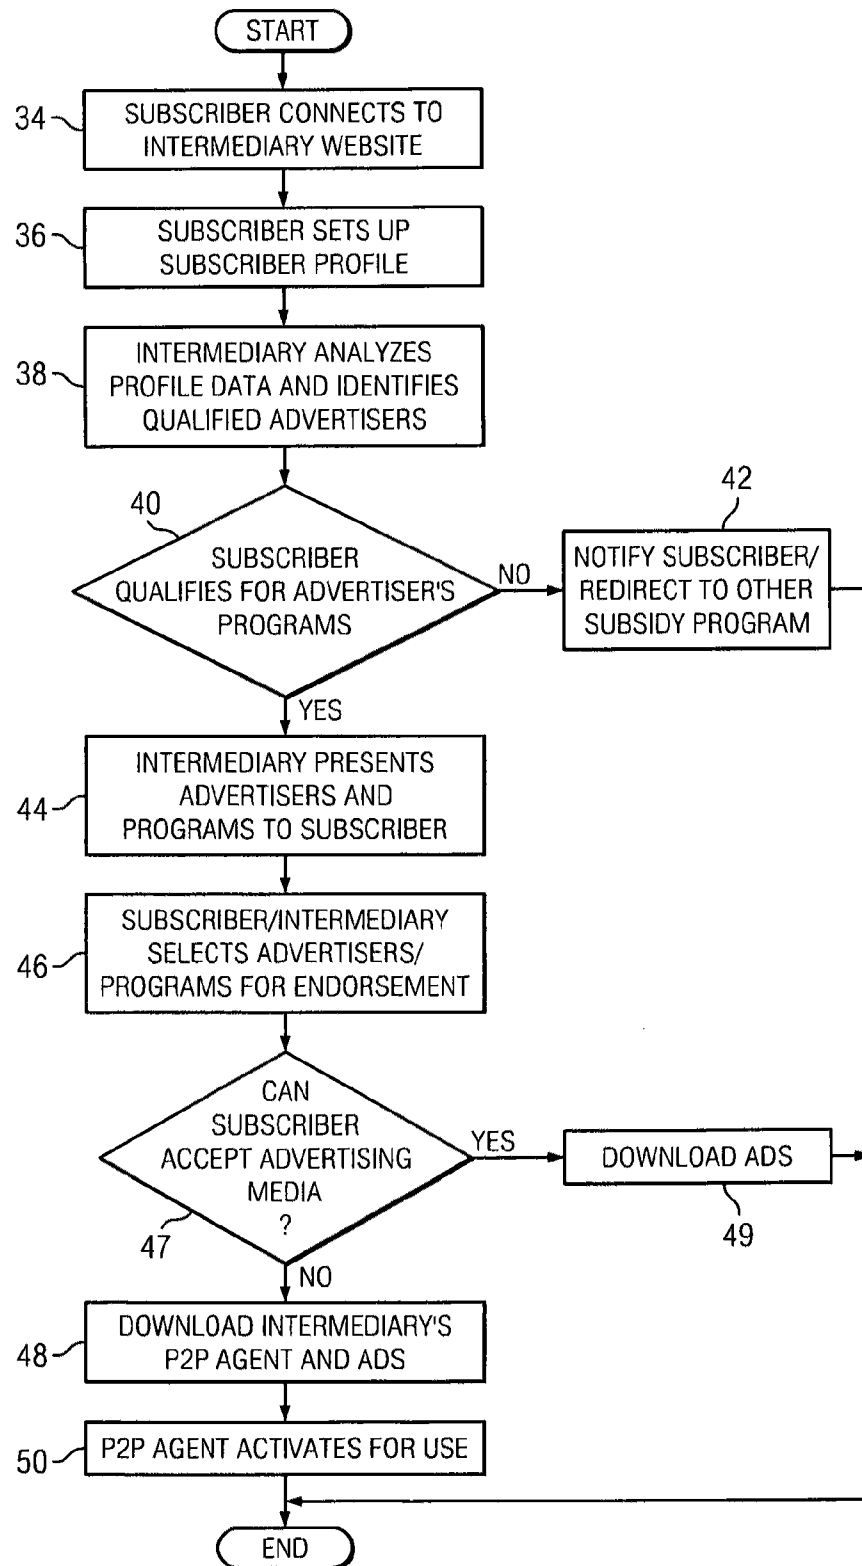 START
34
SUBSCRIBER CONNECTS TO
INTERMEDIARY WEBSITE
36
SUBSCRIBER SETS UP
SUBSCRIBER PROFILE
38
INTERMEDIARY ANALYZES
PROFILE DATA AND IDENTIFIES
QUALIFIED ADVERTISERS
40
SUBSCRIBER
QUALIFIES FOR ADVERTISER'S
PROGRAMS
NO
42
NOTIFY SUBSCRIBER/
REDIRECT TO OTHER
SUBSIDY PROGRAM
YES
44
INTERMEDIARY PRESENTS
ADVERTISERS AND
PROGRAMS TO SUBSCRIBER
46
SUBSCRIBER/INTERMEDIARY
SELECTS ADVERTISERS/
PROGRAMS FOR ENDORSEMENT
47
CAN
SUBSCRIBER
ACCEPT ADVERTISING
MEDIA
?
YES
DOWNLOAD ADS
49
NO
48
DOWNLOAD INTERMEDIARY'S
P2P AGENT AND ADS
50
P2P AGENT ACTIVATES FOR USE
END